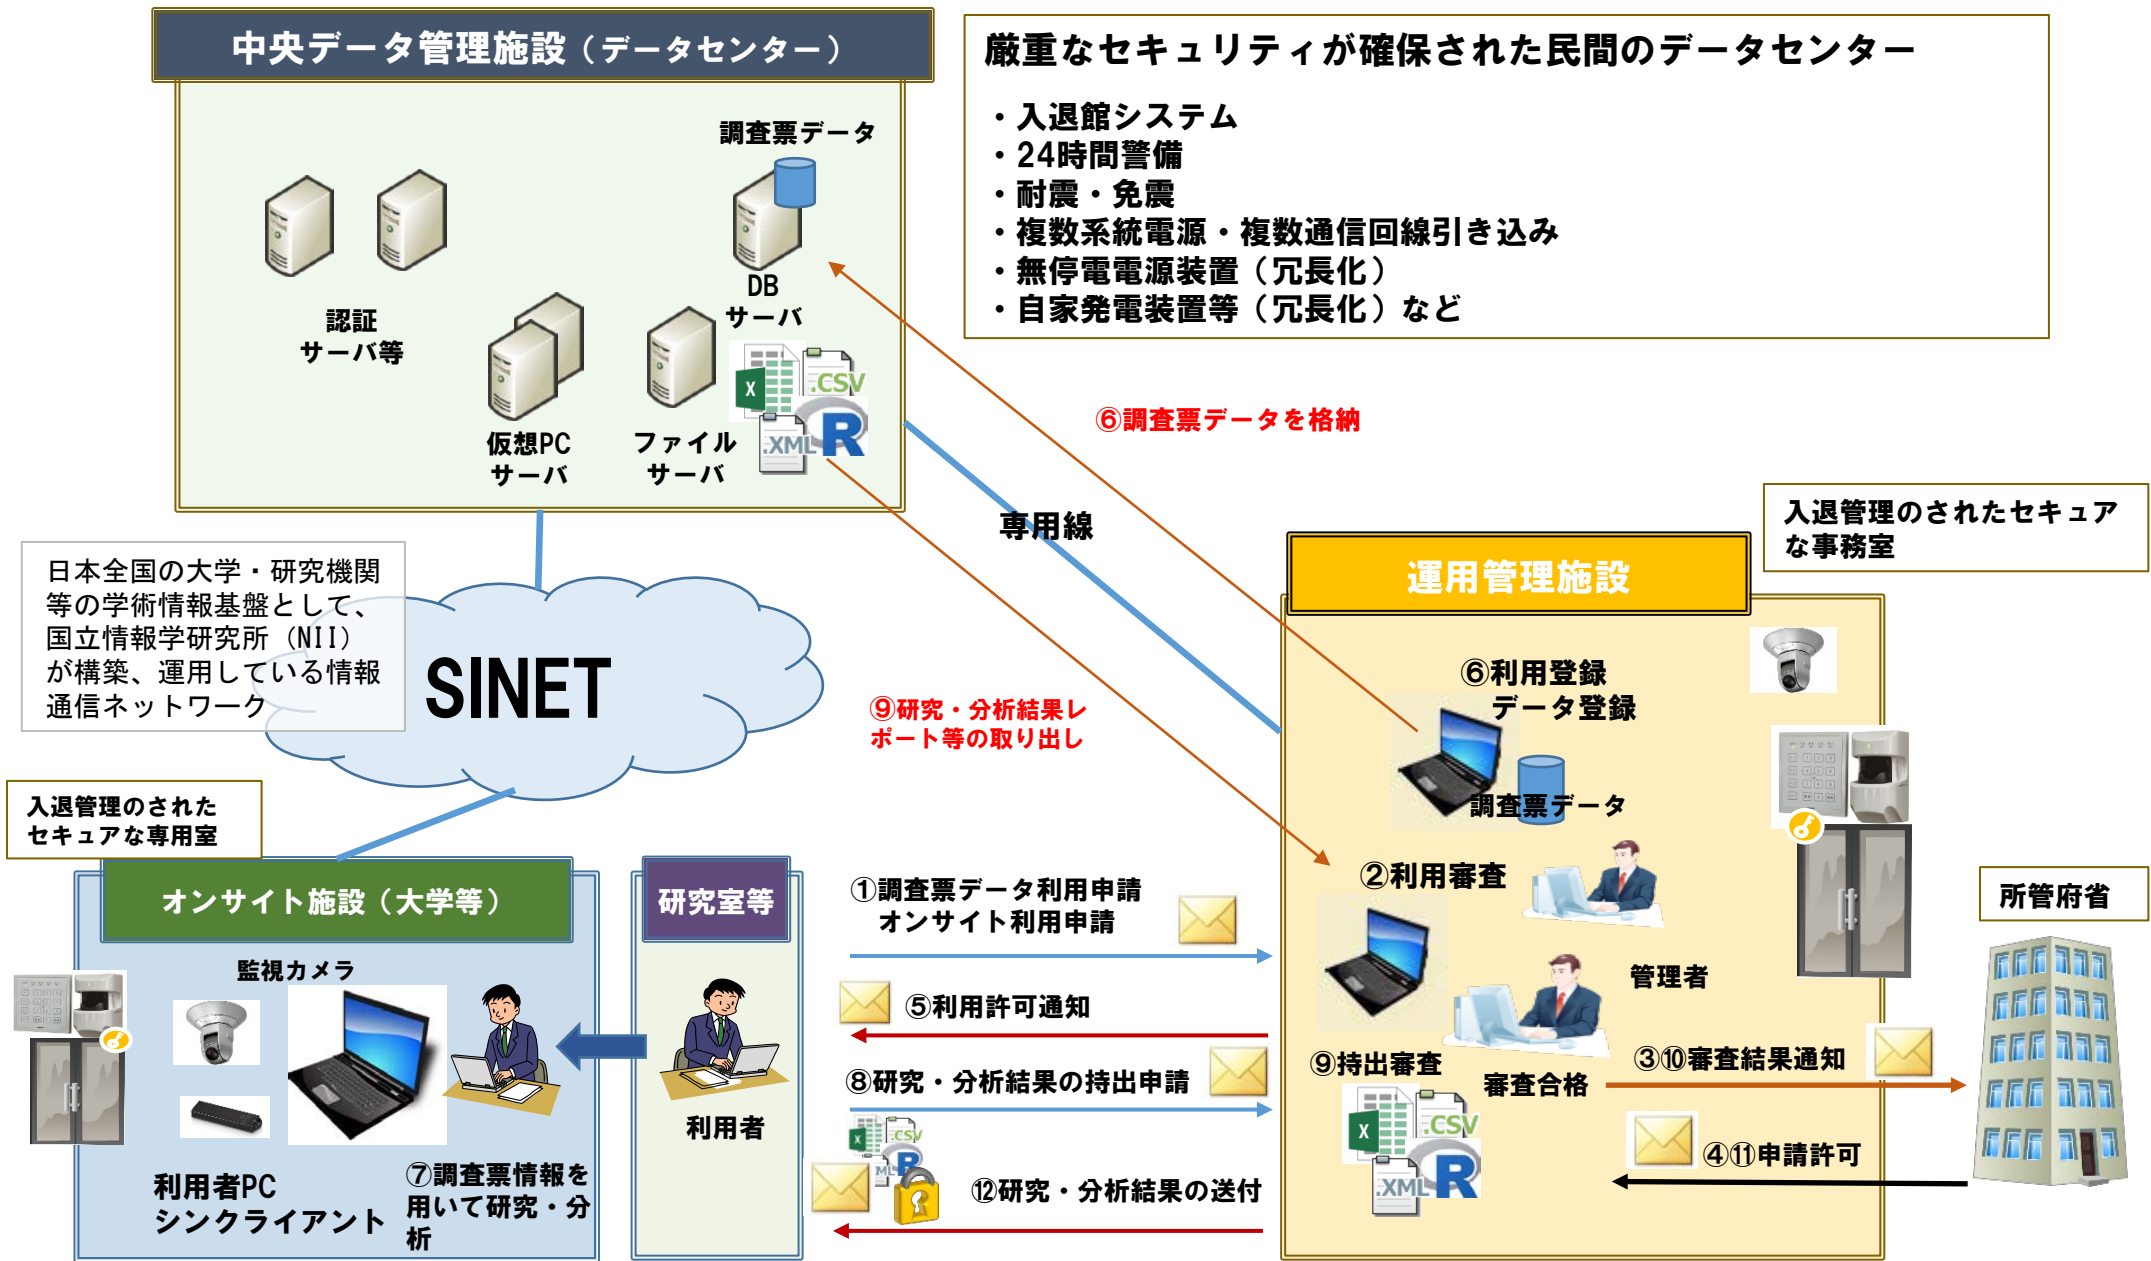 中央データ管理施設（データセンター）
厳重なセキュリティが確保された民間のデータセンター
・入退館システム
・24時間警備
・耐震・免震
・複数系統電源・複数通信回線引き込み
・無停電電源装置（冗長化）
・自家発電装置等（冗長化）など
調査票データ
DB
サーバ
認証
サーバ等
仮想PC
サーバ
ファイル
サーバ
X
.CSV
.XML
R
⑥調査票データを格納
専用線
入退管理のされたセキュア
な事務室
日本全国の大学・研究機関
等の学術情報基盤として、
国立情報学研究所（NII）
が構築、運用している情報
通信ネットワーク
SINET
運用管理施設
⑥利用登録
データ登録
調査票データ
⑨研究・分析結果レ
ポート等の取り出し
入退管理のされた
セキュアな専用室
オンサイト施設（大学等）
監視カメラ
利用者PC
シンクライアント
⑦調査票情報を
用いて研究・分
析
研究室等
利用者
①調査票データ利用申請
オンサイト利用申請
⑤利用許可通知
⑧研究・分析結果の持出申請
X
.CSV
.XML
R
⑫研究・分析結果の送付
②利用審査
管理者
⑨持出審査
審査合格
X
.CSV
.XML
R
③⑩審査結果通知
④⑪申請許可
所管府省